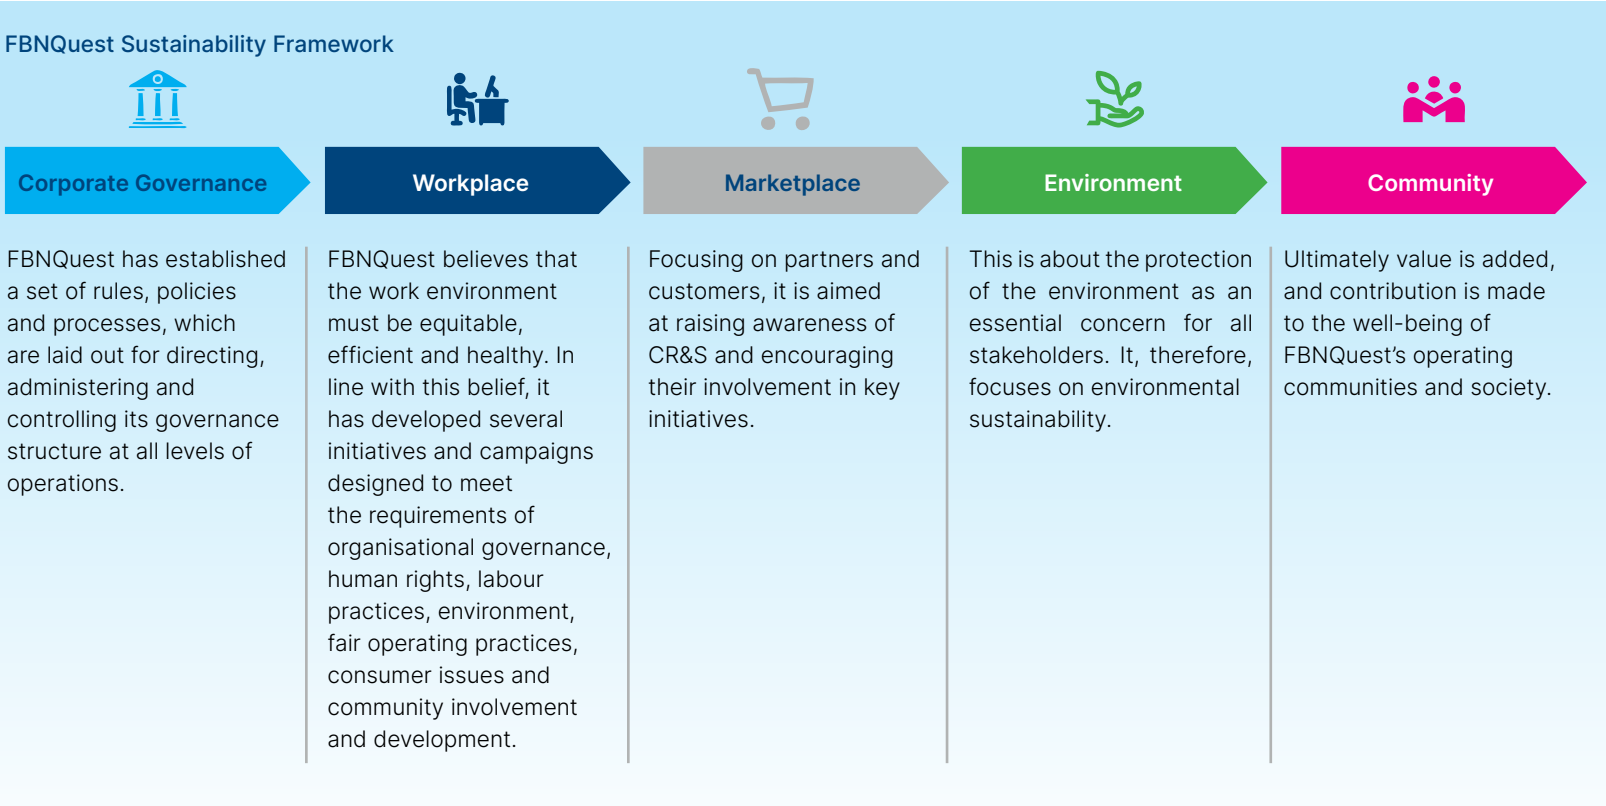 FBNQuest Sustainability Framework
Corporate Governance
FBNQuest has established
a set of rules, policies
and processes, which
are laid out for directing,
administering and
controlling its governance
structure at all levels of
operations.
Workplace
FBNQuest believes that
the work environment
must be equitable,
efficient and healthy. In
line with this belief, it
has developed several
initiatives and campaigns
designed to meet
the requirements of
organisational governance,
human rights, labour
practices, environment,
fair operating practices,
consumer issues and
community involvement
and development.
Marketplace
Focusing on partners and
customers, it is aimed
at raising awareness of
CR&S and encouraging
their involvement in key
initiatives.
Environment
This is about the protection
of the environment as an
essential concern for all
stakeholders. It, therefore,
focuses on environmental
sustainability.
Community
Ultimately value is added,
and contribution is made
to the well-being of
FBNQuest’s operating
communities and society.